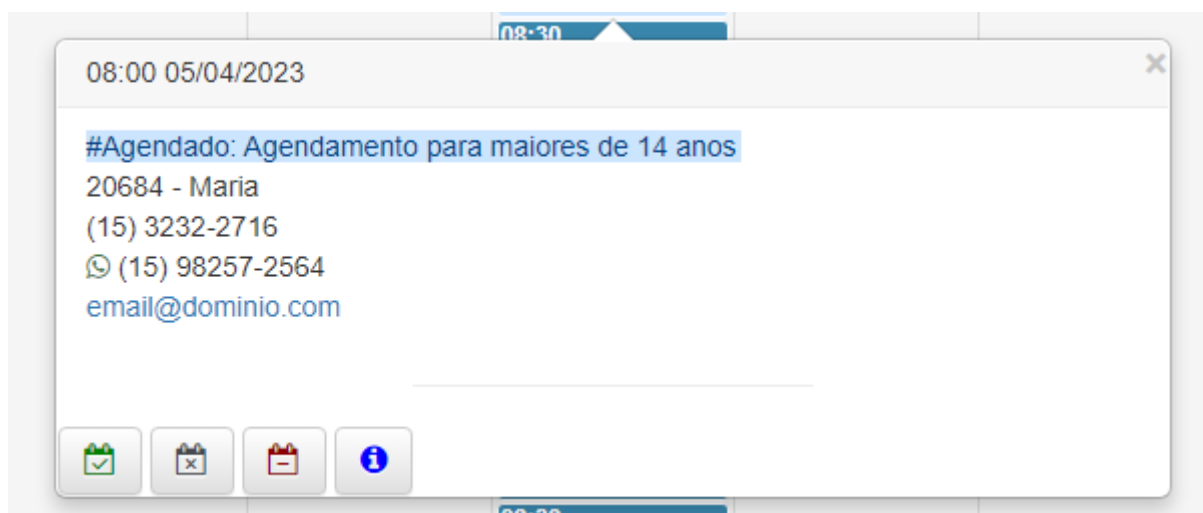 08:30
08:00 05/04/2023
×
#Agendado: Agendamento para maiores de 14 anos
20684 - Maria
(15) 3232-2716
(15) 98257-2564
email@dominio.com